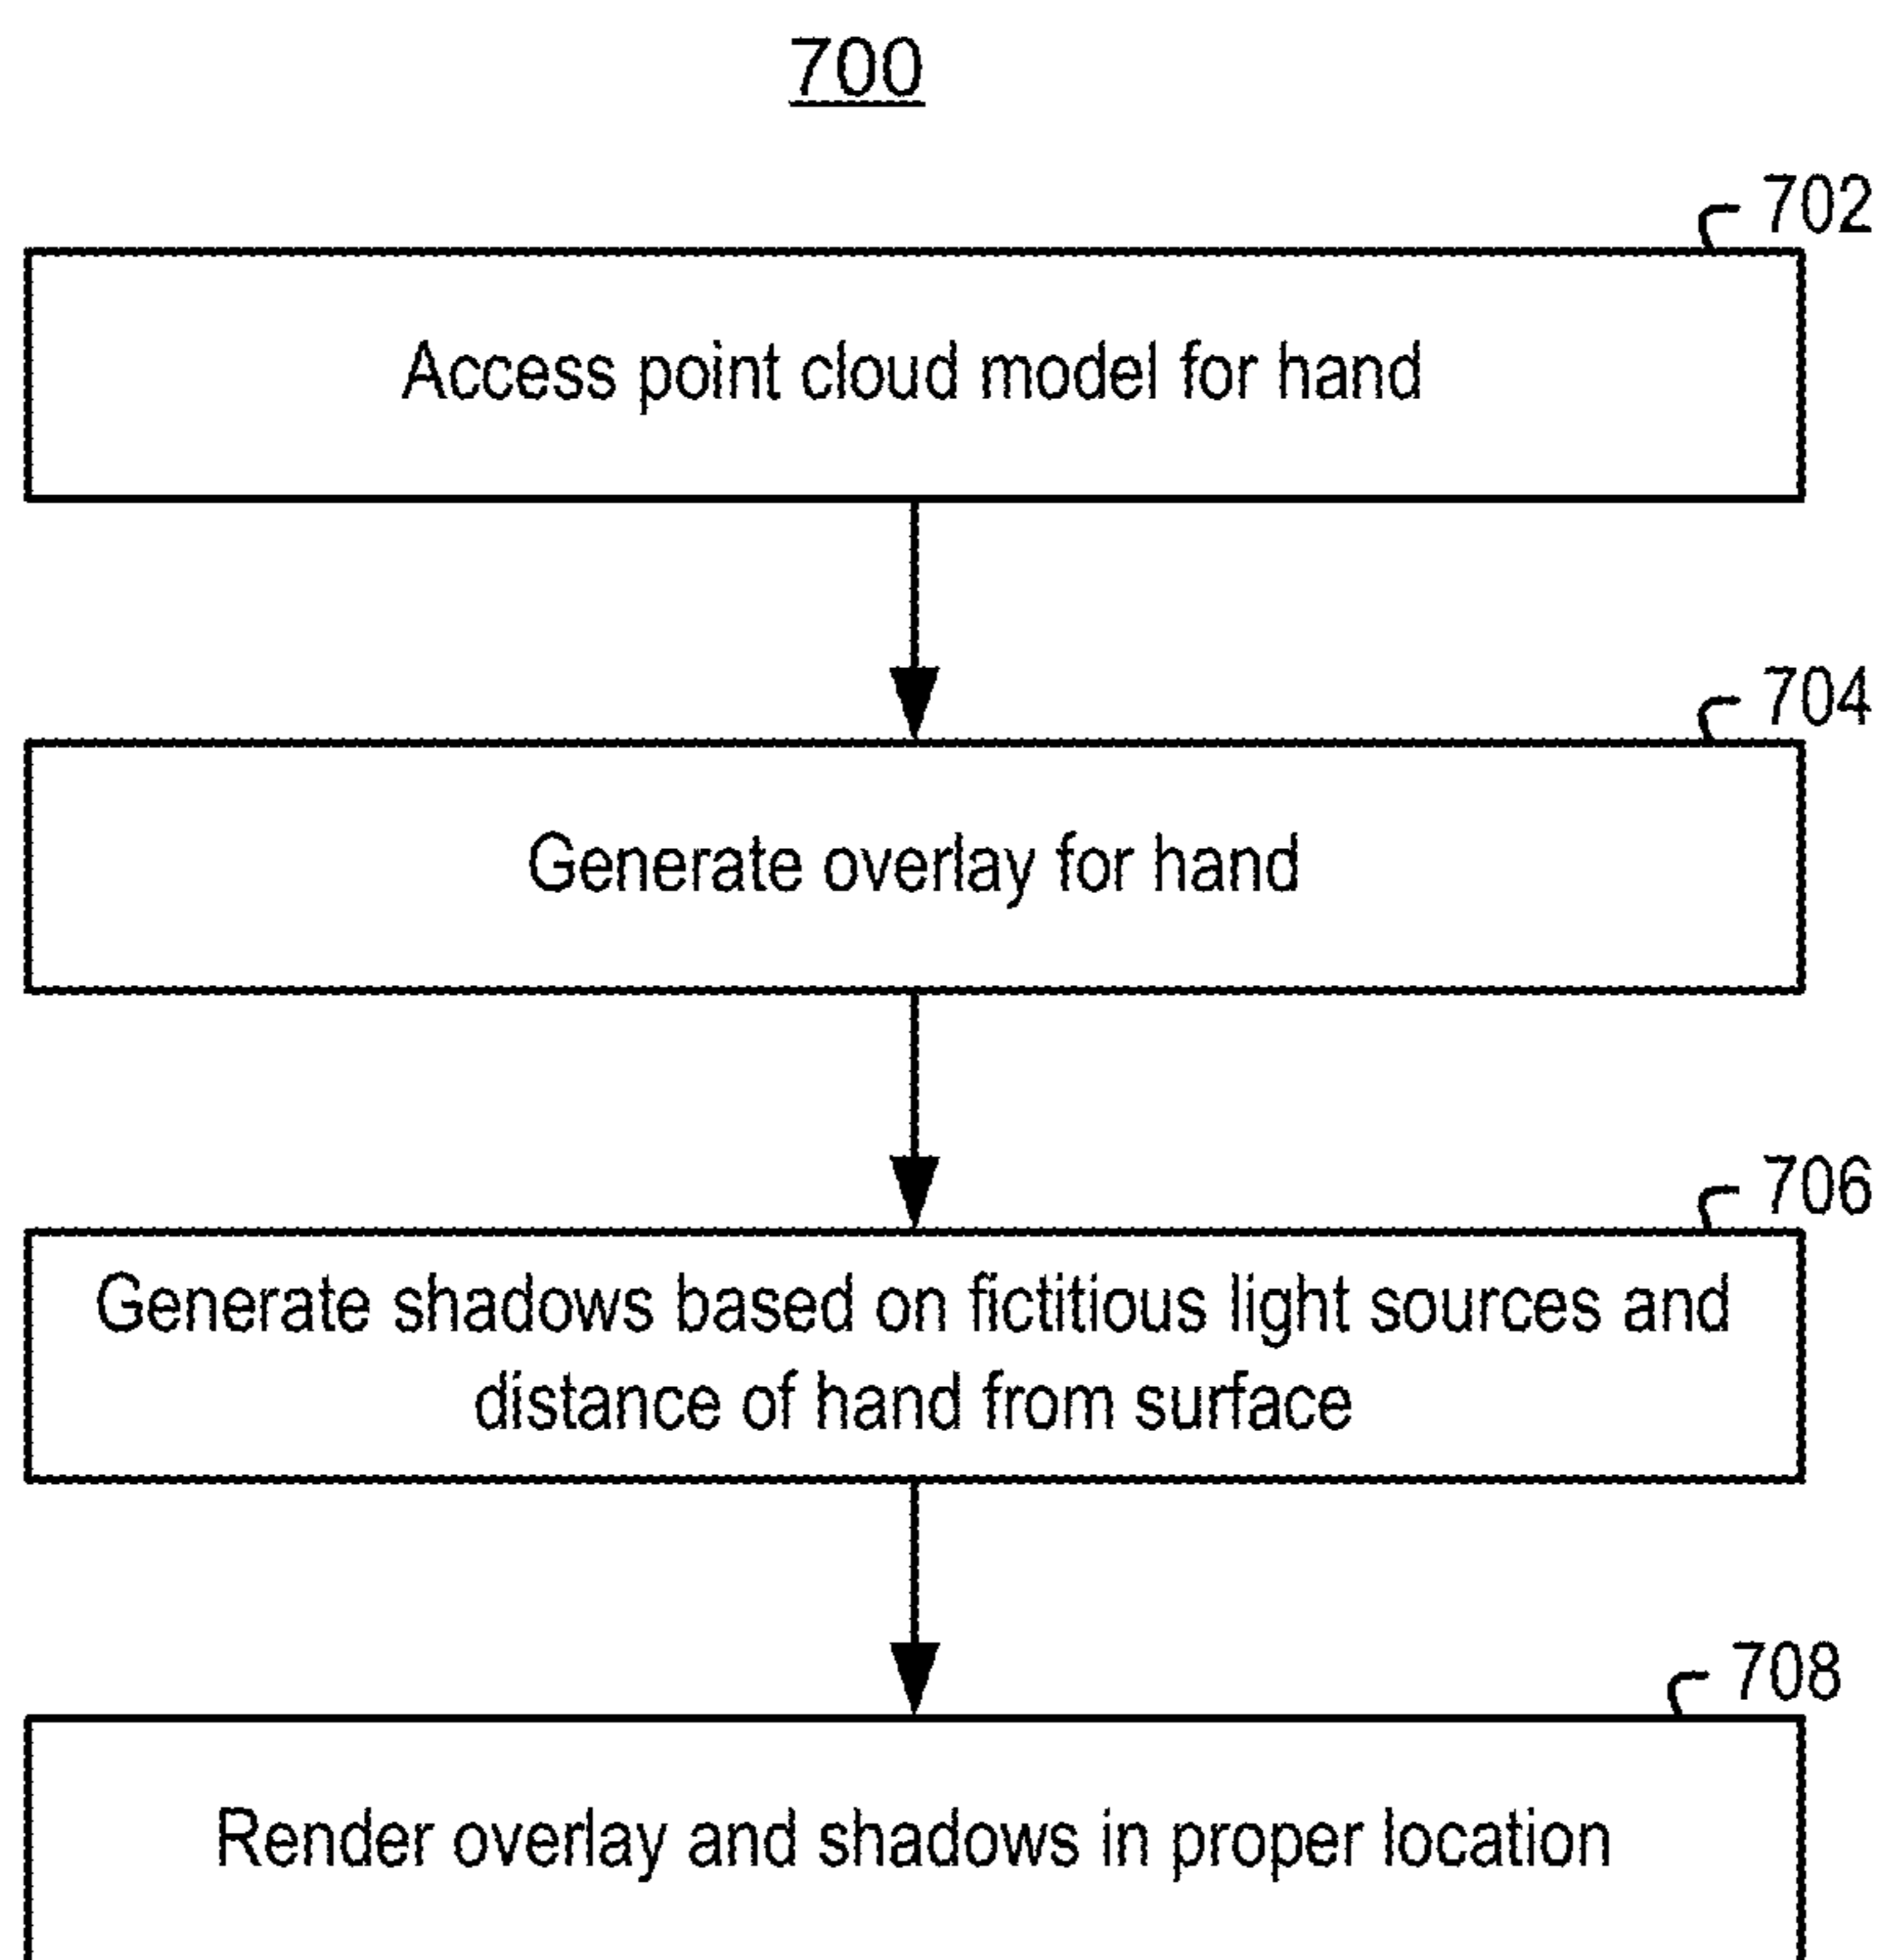 700
702
Access point cloud model for hand
704
Generate overlay for hand
706
Generate shadows based on fictitious light sources and
distance of hand from surface
708
Render overlay and shadows in proper location